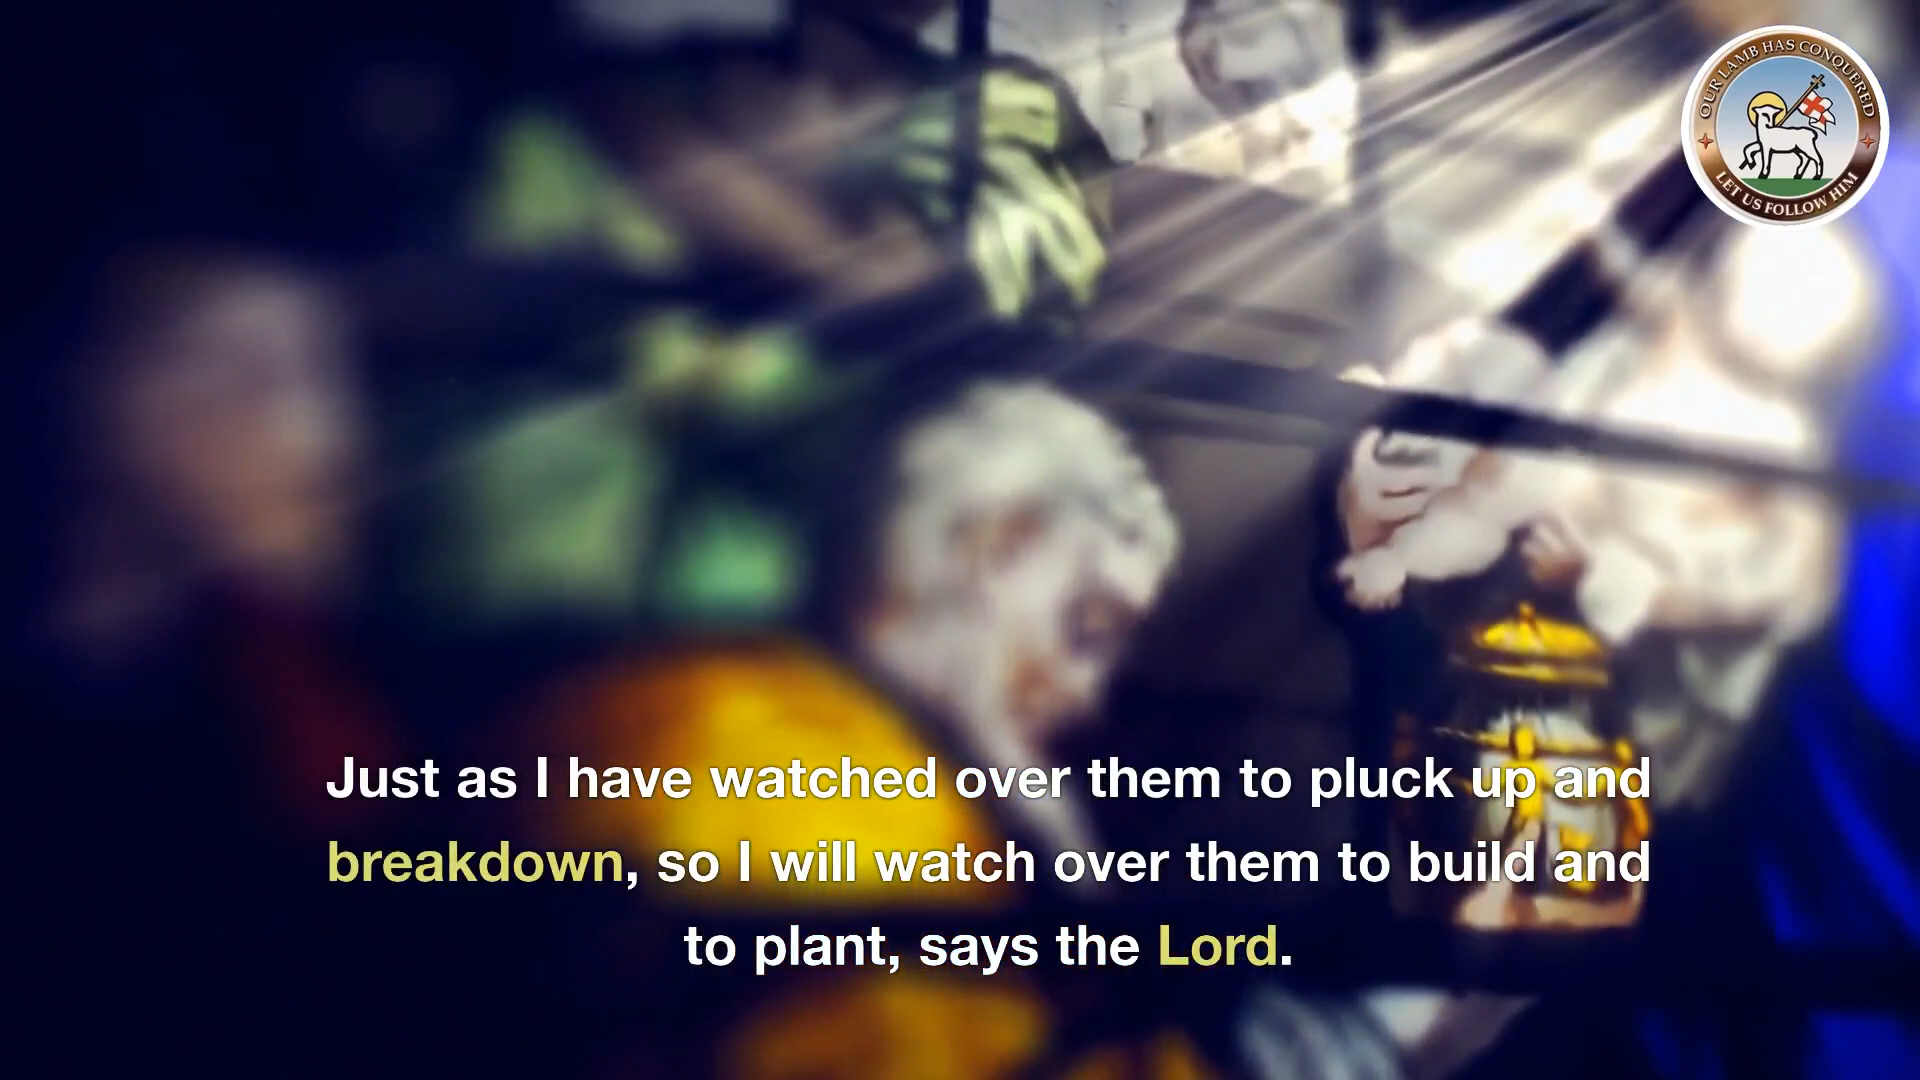 OUR LAMB HAS CONQUERED
LET US FOLLOW HIM
Just as I have watched over them to pluck up and
breakdown, so I will watch over them to build and
to plant, says the Lord.